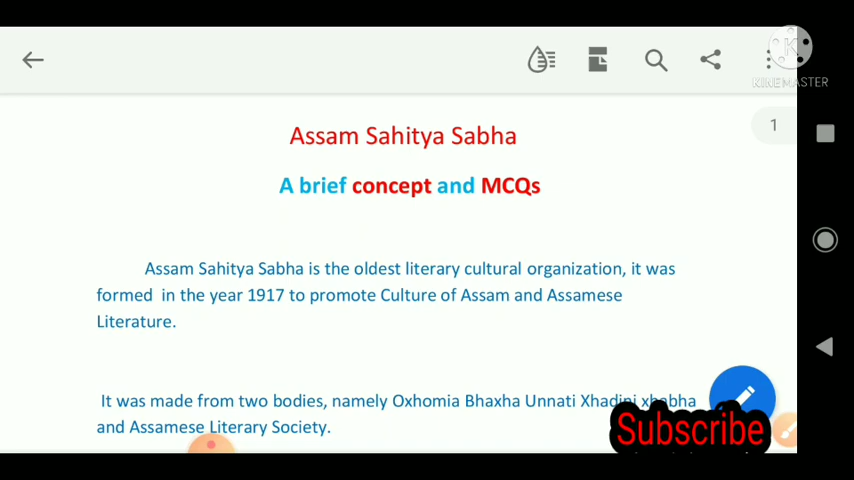 KINEMASTER
1
Assam Sahitya Sabha
A brief concept and MCQs
Assam Sahitya Sabha is the oldest literary cultural organization, it was
formed in the year 1917 to promote Culture of Assam and Assamese
Literature.
It was made from two bodies, namely Oxhomia Bhaxha Unnati Xhadini xhabha
and Assamese Literary Society.
Subscribe